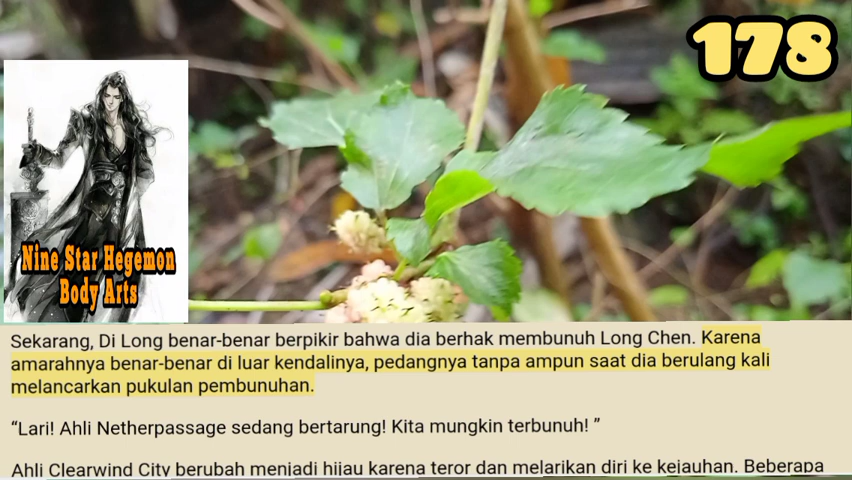 178
Nine Star Hegemon
Body Arts
Sekarang, Di Long benar-benar berpikir bahwa dia berhak membunuh Long Chen. Karena
amarahnya benar-benar di luar kendalinya, pedangnya tanpa ampun saat dia berulang kali
melancarkan pukulan pembunuhan.
“Lari! Ahli Netherpassage sedang bertarung! Kita mungkin terbunuh! ”
Ahli Clearwind City berubah menjadi hijau karena teror dan melarikan diri ke kejauhan. Beberapa